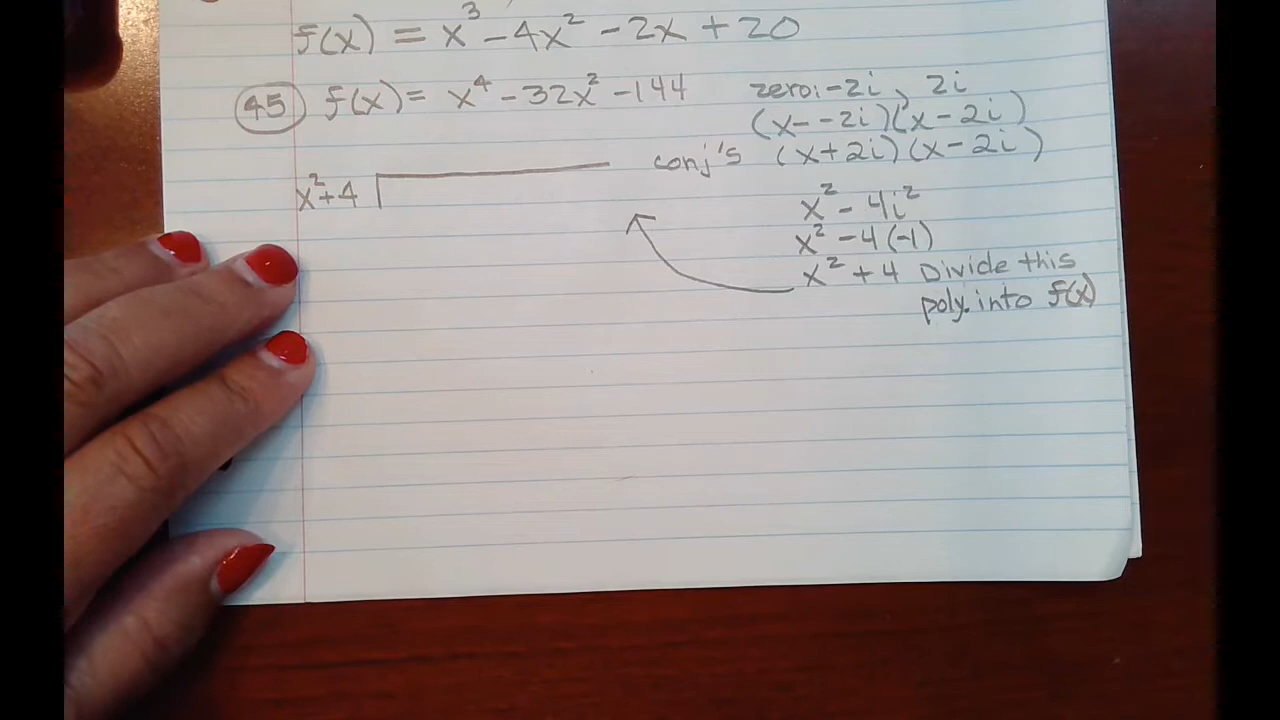 f(x) = x³ - 4x² - 2x + 20
45 f(x) = x⁴ - 32x² - 144 zero: -2i, 2i
(x - -2i)(x - 2i)
conj's (x + 2i)(x - 2i)
x² + 4
x² - 4i²
x² - 4(-1)
x² + 4 Divide this
poly. into f(x)